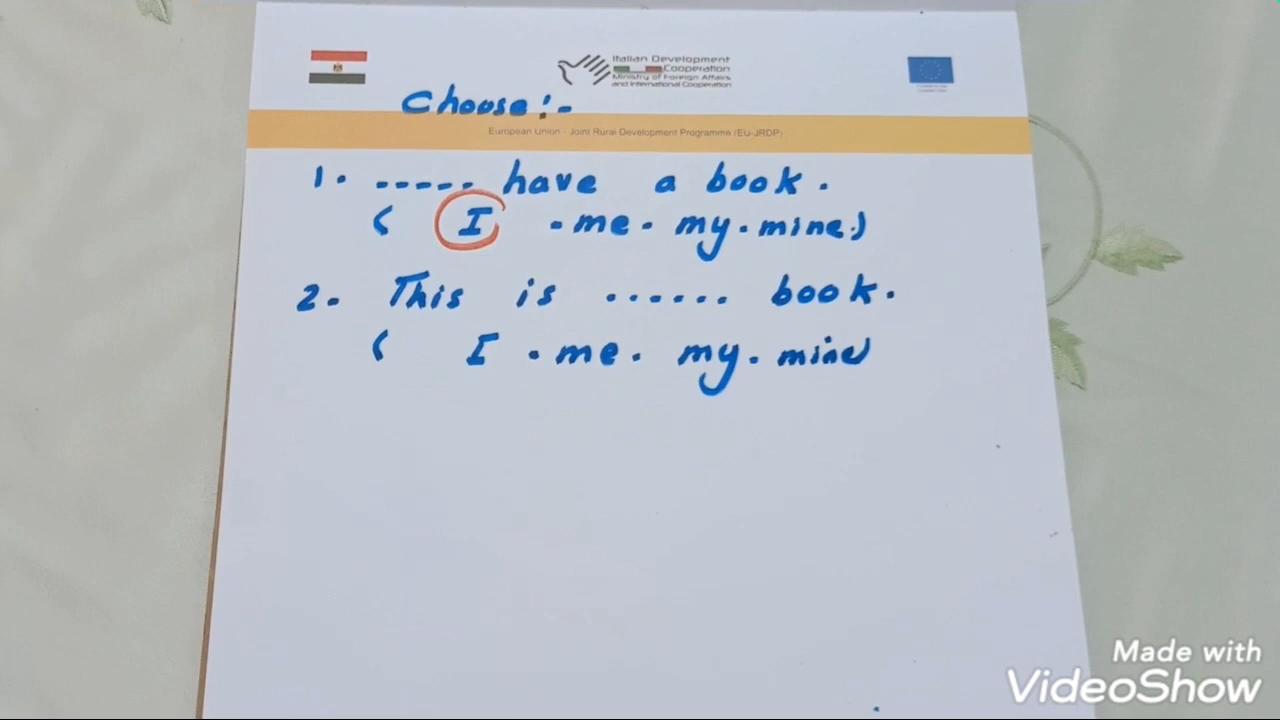 Italian Development
Cooperation
Ministry of Foreign Affairs
and International Cooperation
Choose:-
European Union - Joint Rural Development Programme (EU-JRDP)
1. ----- have a book.
( I - me - my - mine.)
2. This is ...... book.
( I - me - my - mine)
Made with
VideoShow